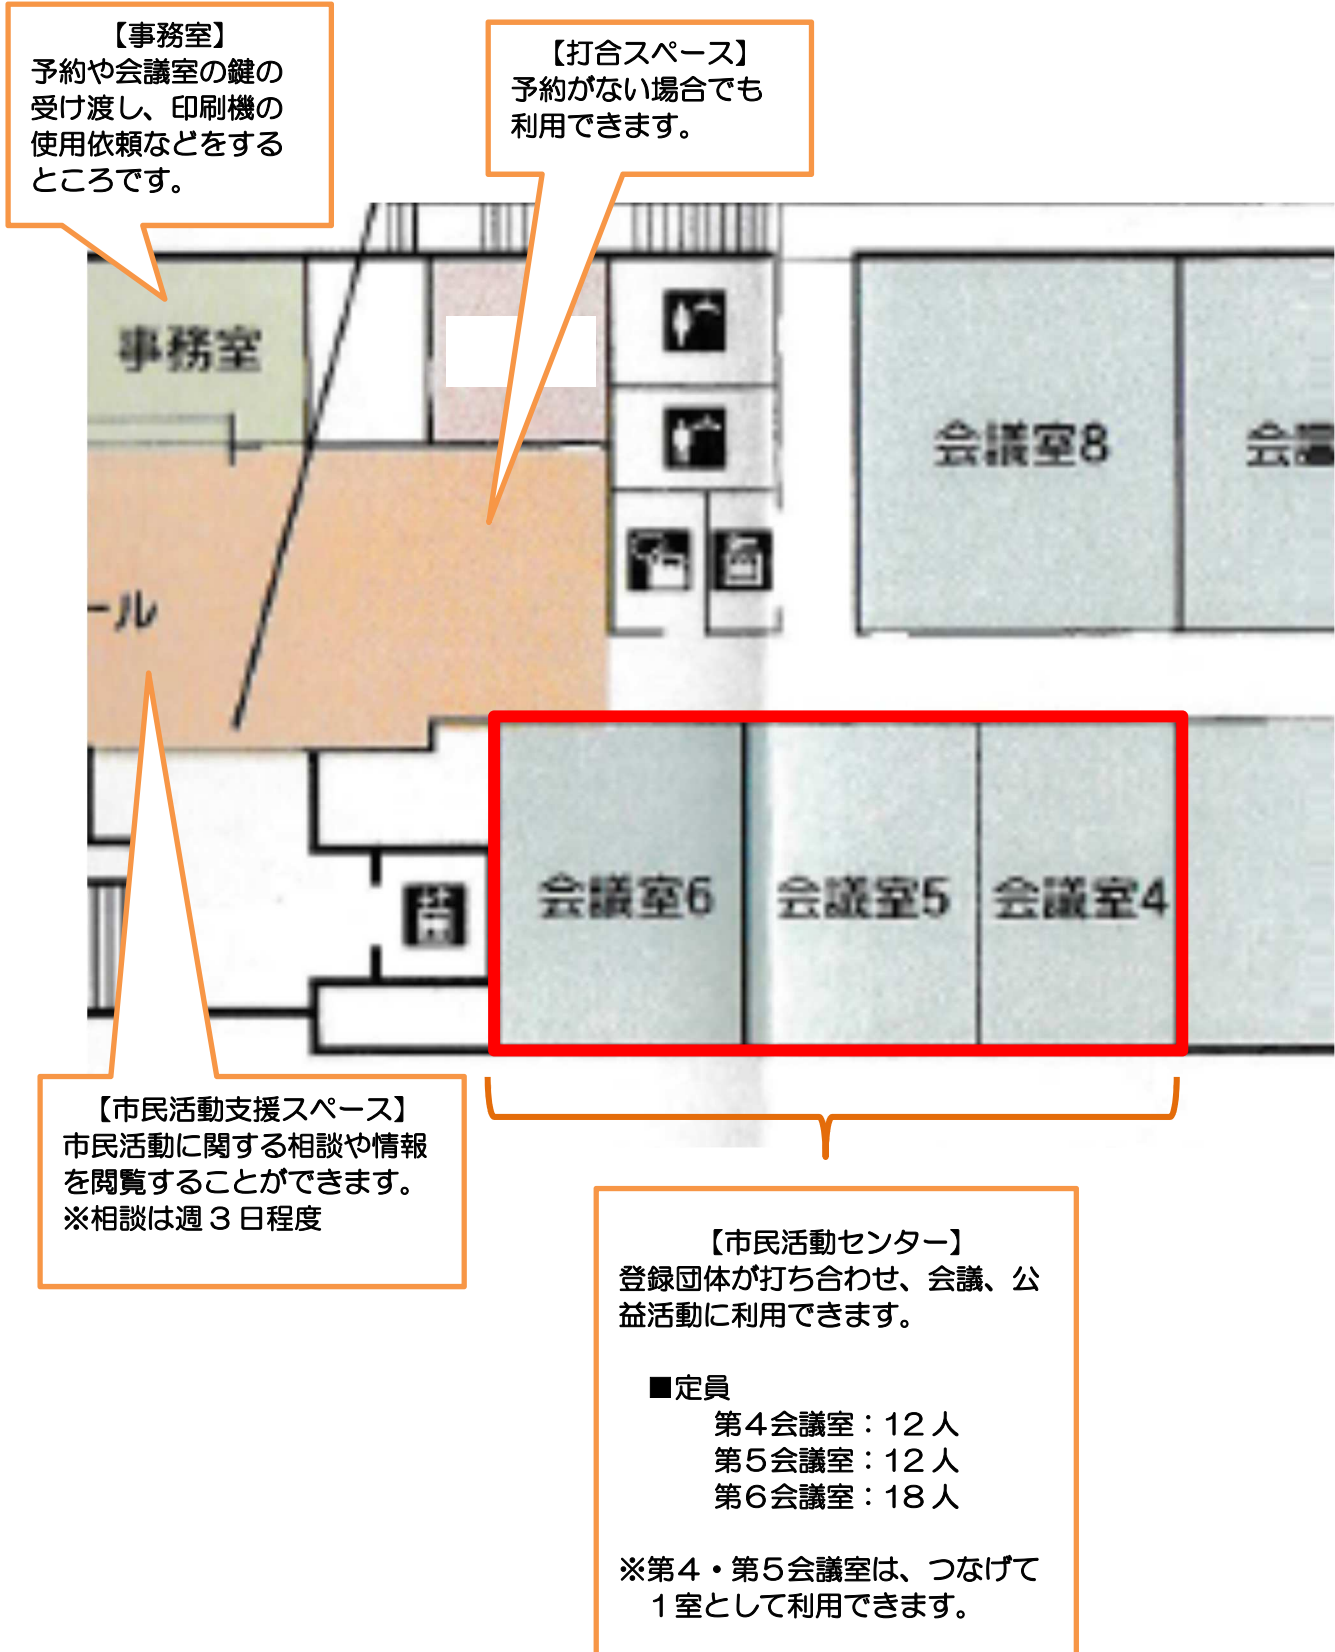 【事務室】
予約や会議室の鍵の
受け渡し、印刷機の
使用依頼などをする
ところです。
【打合スペース】
予約がない場合でも
利用できます。
事務室
会議室8
会議
ール
会議室6
会議室5
会議室4
【市民活動支援スペース】
市民活動に関する相談や情報
を閲覧することができます。
※相談は週3日程度
【市民活動センター】
登録団体が打ち合わせ、会議、公
益活動に利用できます。
■定員
第4会議室：12人
第5会議室：12人
第6会議室：18人
※第4・第5会議室は、つなげて
1室として利用できます。